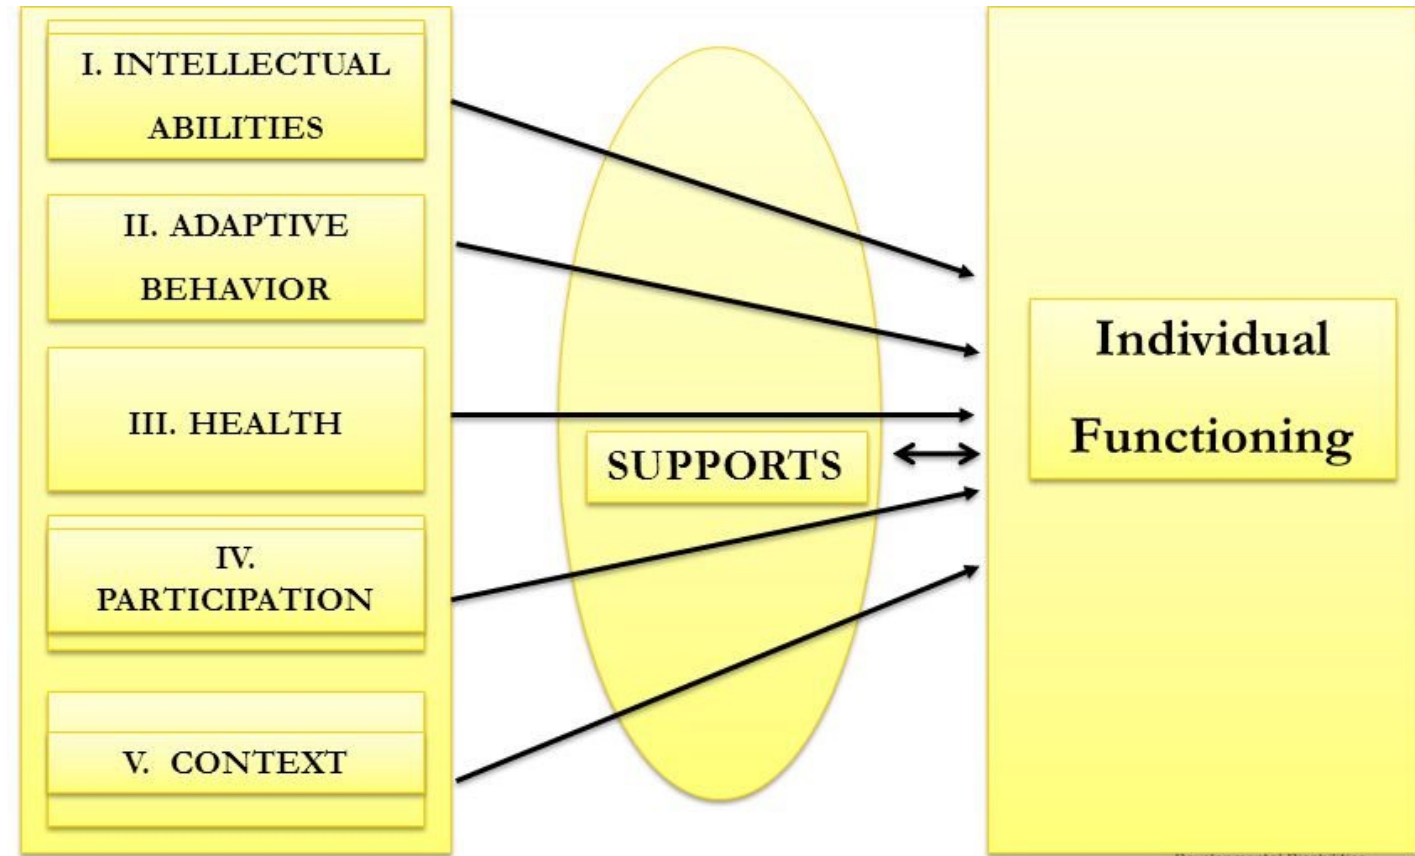 I. INTELLECTUAL
ABILITIES
II. ADAPTIVE
BEHAVIOR
III. HEALTH
IV.
PARTICIPATION
V. CONTEXT
SUPPORTS
Individual
Functioning